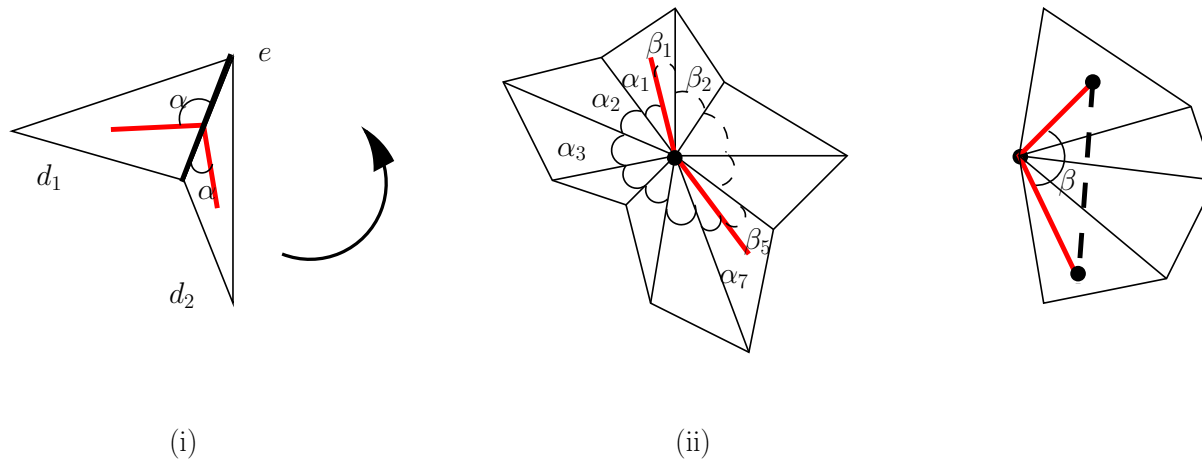 e
α
α
d₁
d₂
(i)
β₁
β₂
α₁
α₂
α₃
β₅
α₇
(ii)
β